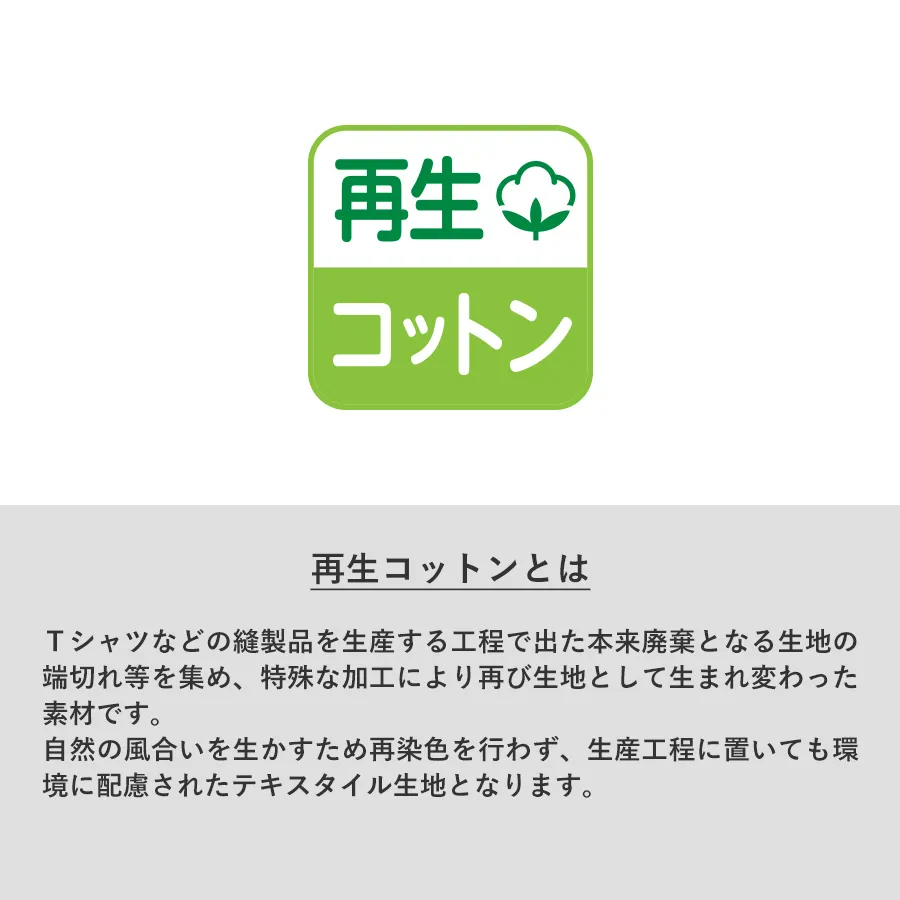 再生
コットン
再生コットンとは
Tシャツなどの縫製品を生産する工程で出た本来廃棄となる生地の
端切れ等を集め、特殊な加工により再び生地として生まれ変わった
素材です。
自然の風合いを生かすため再染色を行わず、生産工程に置いても環
境に配慮されたテキスタイル生地となります。